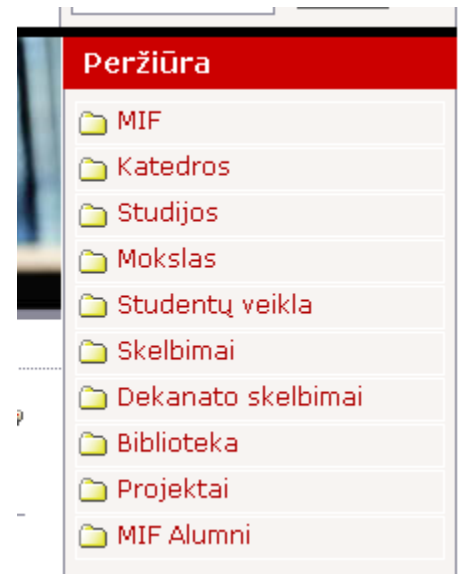 Peržiūra
MIF
Katedros
Studijos
Mokslas
Studentų veikla
Skelbimai
Dekanato skelbimai
Biblioteka
Projektai
MIF Alumni